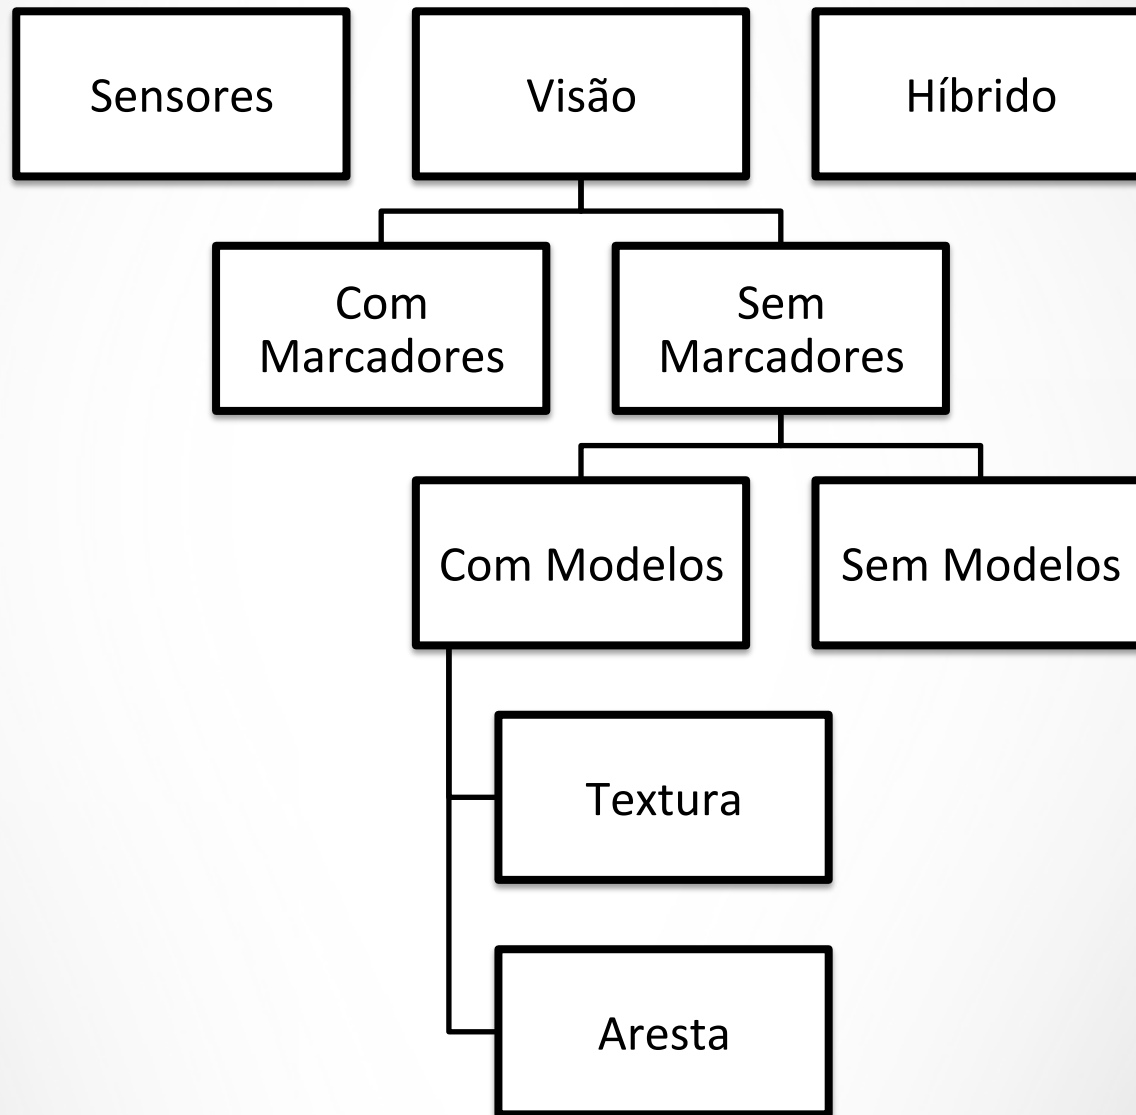 Sensores
Visão
Híbrido
Com
Marcadores
Sem
Marcadores
Com Modelos
Sem Modelos
Textura
Aresta